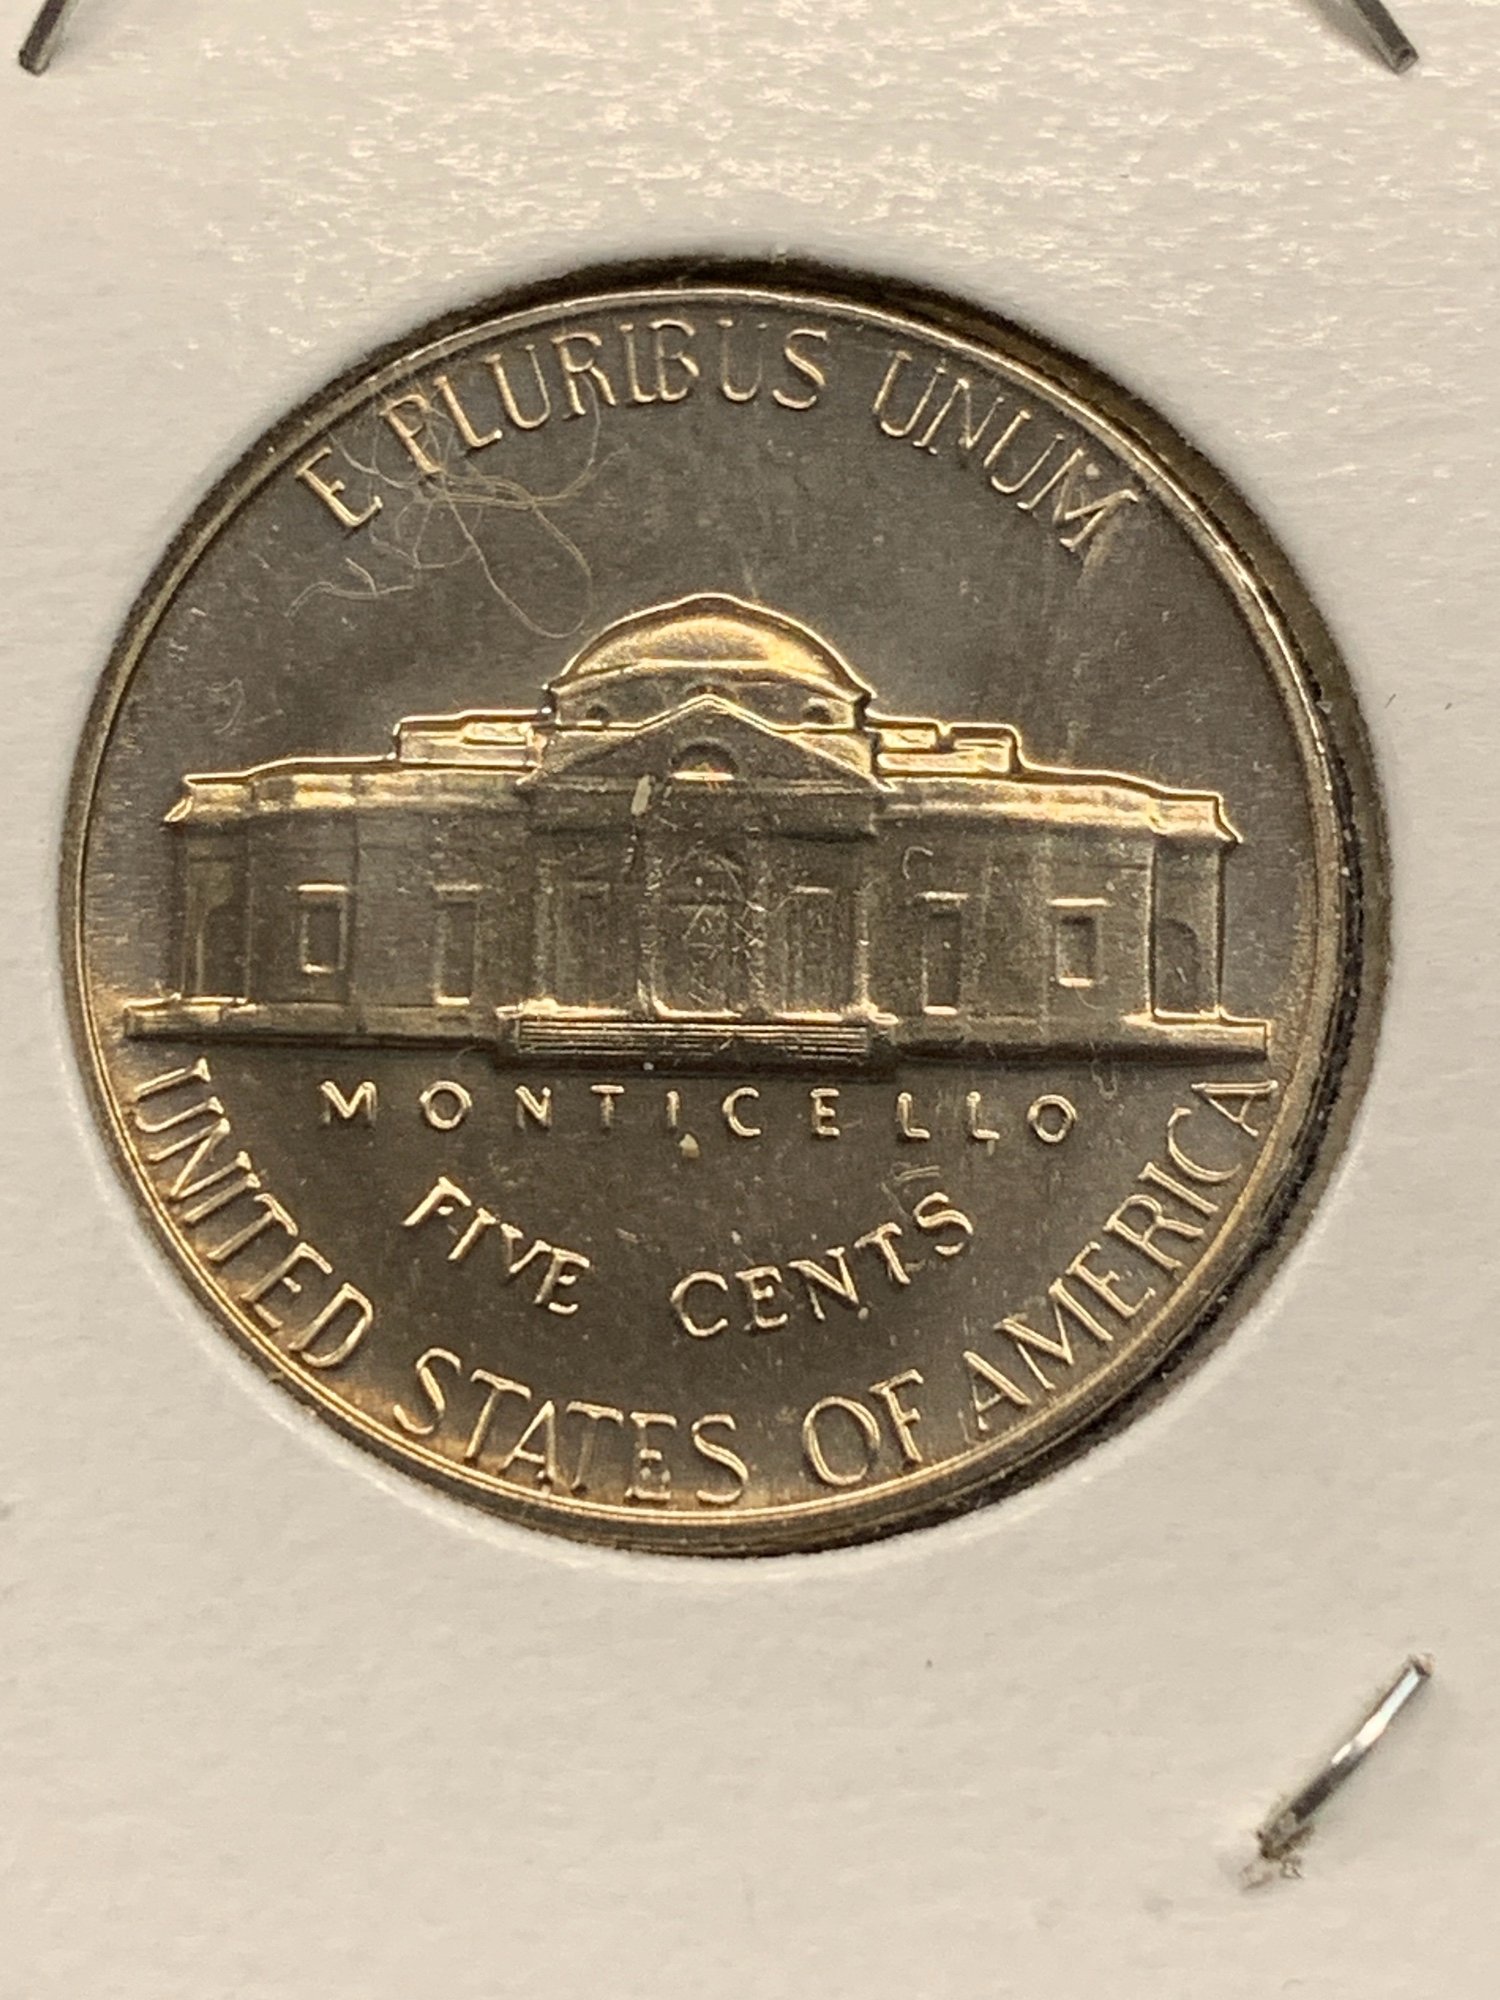 E PLURIBUS UNUM
MONTICELLO
FIVE CENTS
UNITED STATES OF AMERICA